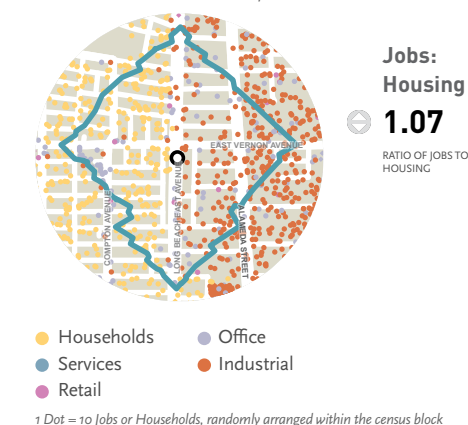 Jobs:
Housing
1.07
RATIO OF JOBS TO
HOUSING
EAST VERNON AVENUE
COMPTON AVENUE
LONG BEACH EAST AVENUE
ALAMEDA STREET
Households
Office
Services
Industrial
Retail
1 Dot = 10 Jobs or Households, randomly arranged within the census block